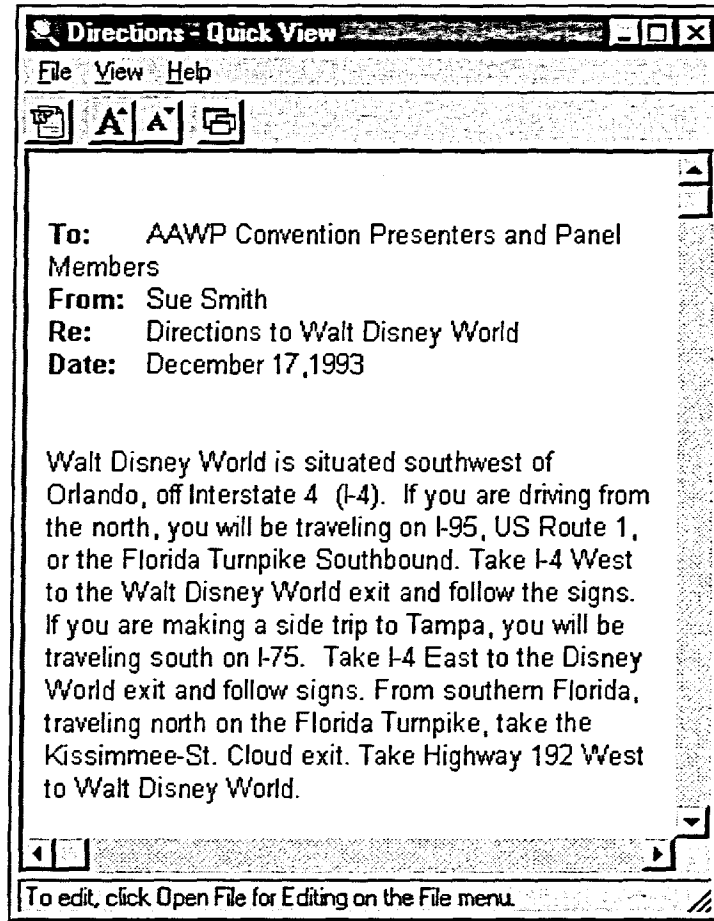 Directions - Quick View
File View Help
W A A
To: AAWP Convention Presenters and Panel
Members
From: Sue Smith
Re: Directions to Walt Disney World
Date: December 17,1993
Walt Disney World is situated southwest of
Orlando, off Interstate 4 (I-4). If you are driving from
the north, you will be traveling on I-95, US Route 1,
or the Florida Turnpike Southbound. Take I-4 West
to the Walt Disney World exit and follow the signs.
If you are making a side trip to Tampa, you will be
traveling south on I-75. Take I-4 East to the Disney
World exit and follow signs. From southern Florida,
traveling north on the Florida Turnpike, take the
Kissimmee-St. Cloud exit. Take Highway 192 West
to Walt Disney World.
To edit, click Open File for Editing on the File menu.